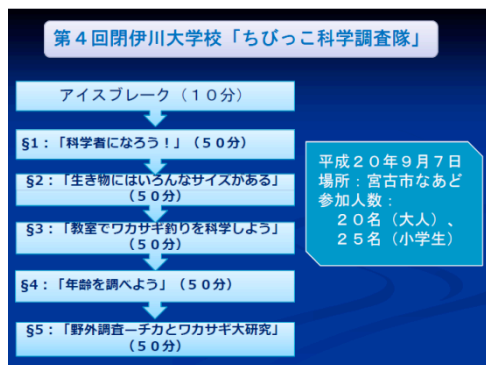 第４回閉伊川大学校「ちびっこ科学調査隊」
アイスブレーク（１０分）
§1：「科学者になろう！」（５０分）
§2：「生き物にはいろんなサイズがある」
（５０分）
§3：「教室でワカサギ釣りを科学しよう」
（５０分）
§4：「年齢を調べよう」（５０分）
§5：「野外調査－チカとワカサギ大研究」
（５０分）
平成２０年９月７日
場所：宮古市なあど
参加人数：
２０名（大人）、
２５名（小学生）